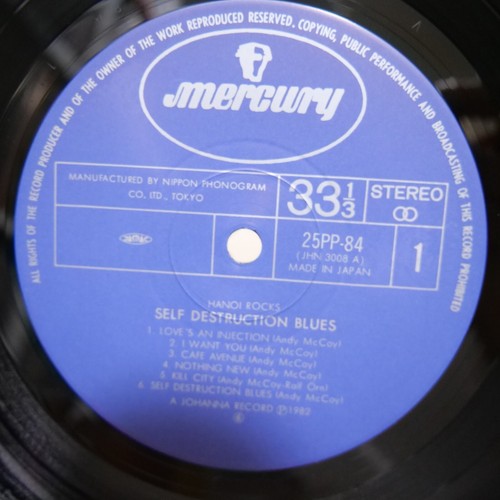 ALL RIGHTS OF THE RECORD PRODUCER AND OF THE OWNER OF THE WORK REPRODUCED RESERVED. COPYING, PUBLIC PERFORMANCE AND BROADCASTING OF THIS RECORD PROHIBITED
mercury
MANUFACTURED BY NIPPON PHONOGRAM
CO., LTD., TOKYO
33 1/3
STEREO
25PP-84
(JHN 3008 A)
MADE IN JAPAN
1
HANOI ROCKS
SELF DESTRUCTION BLUES
1. LOVE'S AN INJECTION (Andy McCoy)
2. I WANT YOU (Andy McCoy)
3. CAFE AVENUE (Andy McCoy)
4. NOTHING NEW (Andy McCoy)
5. KILL CITY (Andy McCoy-Ralf Örn)
6. SELF DESTRUCTION BLUES (Andy McCoy)
A JOHANNA RECORD ℗1982